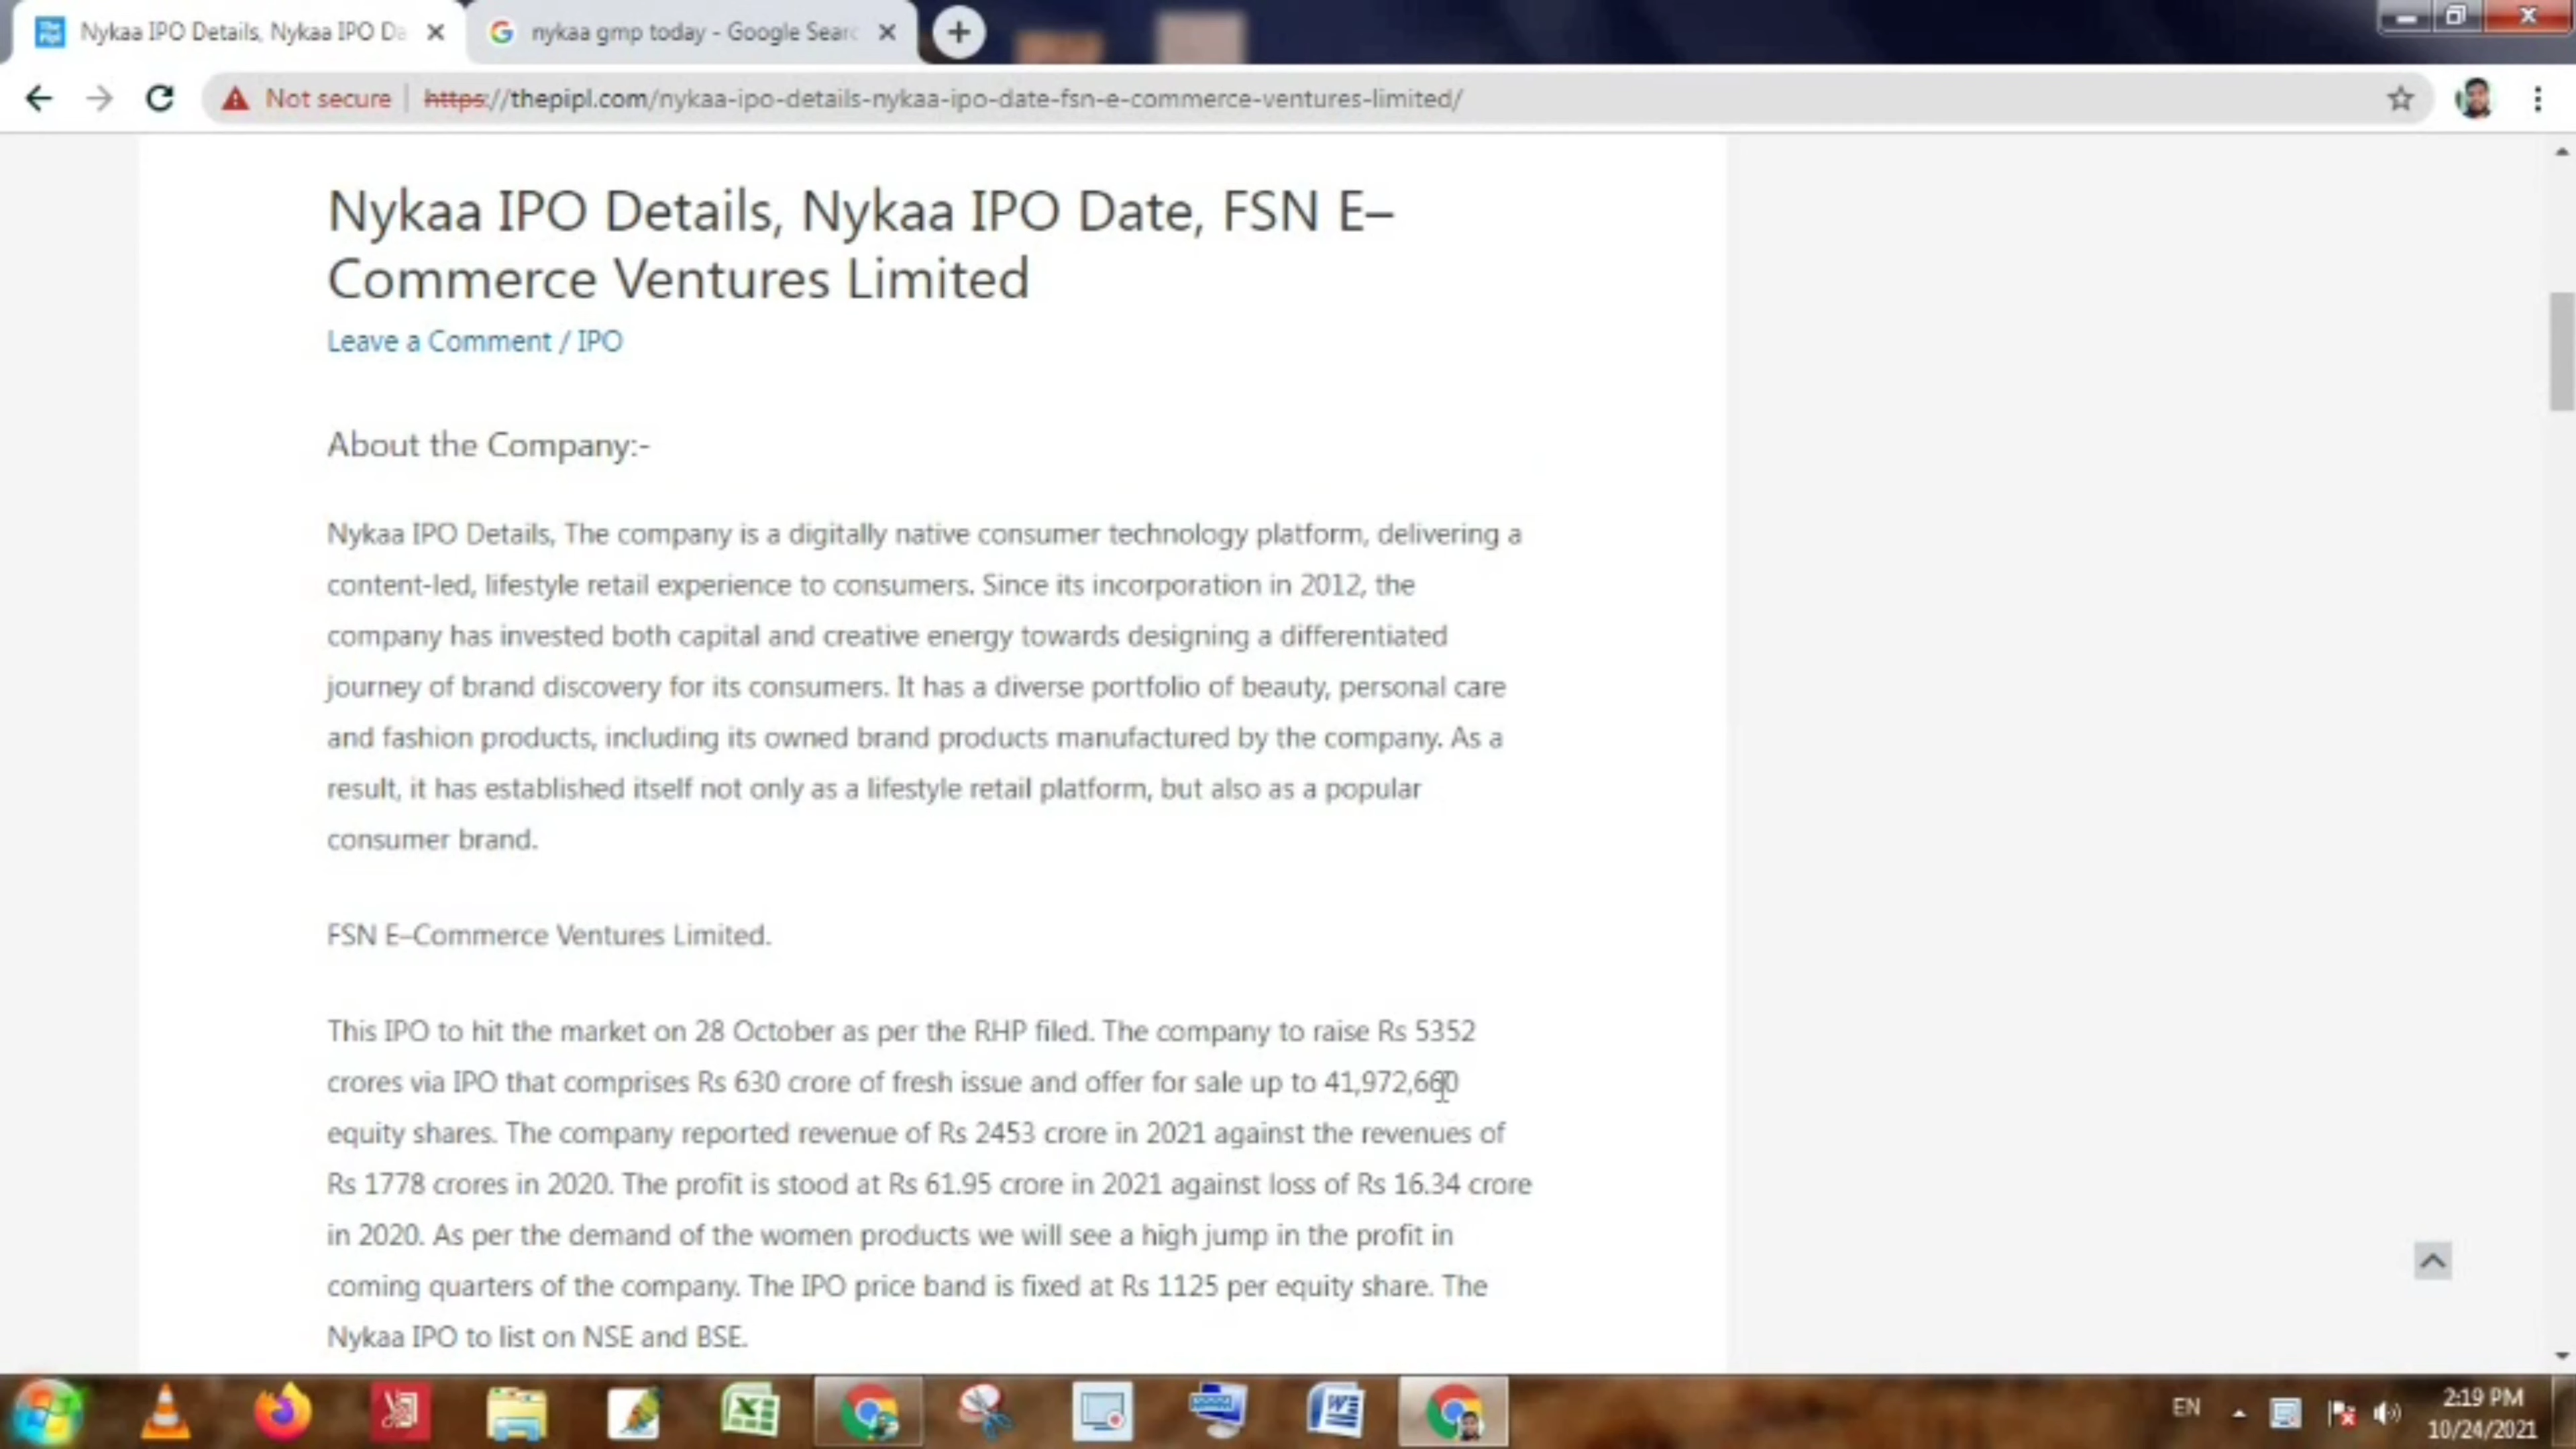 Nykaa IPO Details, Nykaa IPO Da
nykaa gmp today - Google Searc
Not secure
https://thepipl.com/nykaa-ipo-details-nykaa-ipo-date-fsn-e-commerce-ventures-limited/
Nykaa IPO Details, Nykaa IPO Date, FSN E–
Commerce Ventures Limited
Leave a Comment / IPO
About the Company:-
Nykaa IPO Details, The company is a digitally native consumer technology platform, delivering a
content-led, lifestyle retail experience to consumers. Since its incorporation in 2012, the
company has invested both capital and creative energy towards designing a differentiated
journey of brand discovery for its consumers. It has a diverse portfolio of beauty, personal care
and fashion products, including its owned brand products manufactured by the company. As a
result, it has established itself not only as a lifestyle retail platform, but also as a popular
consumer brand.
FSN E–Commerce Ventures Limited.
This IPO to hit the market on 28 October as per the RHP filed. The company to raise Rs 5352
crores via IPO that comprises Rs 630 crore of fresh issue and offer for sale up to 41,972,660
equity shares. The company reported revenue of Rs 2453 crore in 2021 against the revenues of
Rs 1778 crores in 2020. The profit is stood at Rs 61.95 crore in 2021 against loss of Rs 16.34 crore
in 2020. As per the demand of the women products we will see a high jump in the profit in
coming quarters of the company. The IPO price band is fixed at Rs 1125 per equity share. The
Nykaa IPO to list on NSE and BSE.
EN
2:19 PM
10/24/2021